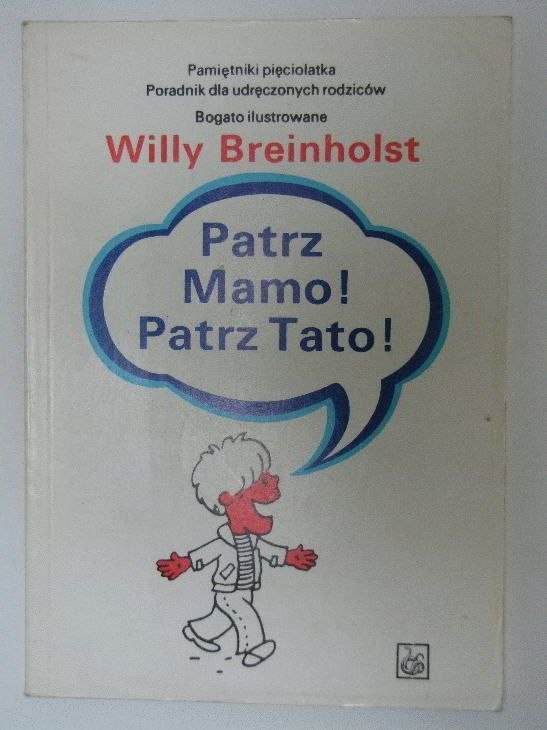 Pamiętniki pięciolatka
Poradnik dla udręczonych rodziców
Bogato ilustrowane
Willy Breinholst
Patrz
Mamo!
Patrz Tato!